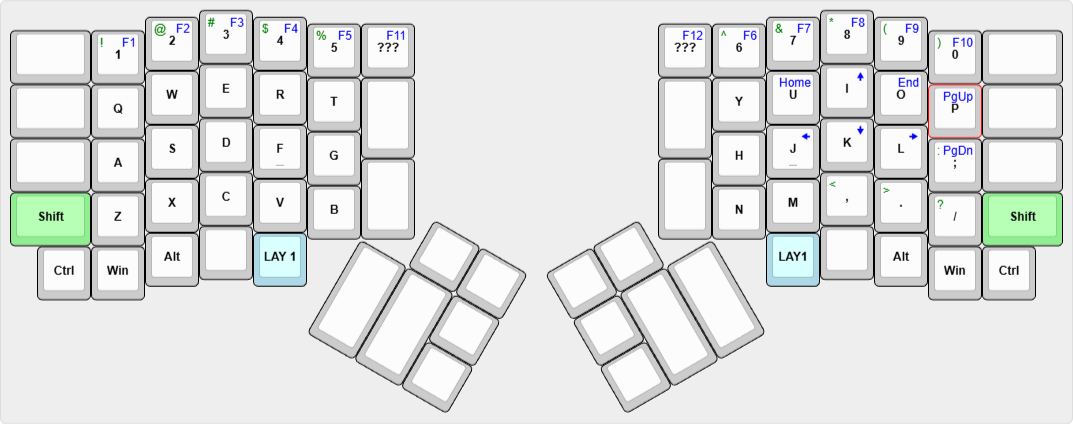 ! F1
1
@ F2
2
# F3
3
$ F4
4
% F5
5
F11
???
F12
???
^ F6
6
& F7
7
* F8
8
( F9
9
) F10
0
Q
W
E
R
T
Y
Home
U
I
End
O
PgUp
P
A
S
D
F
_
G
H
J
_
K
L
: PgDn
;
Shift
Z
X
C
V
B
N
M
<
,
>
.
?
/
Shift
Ctrl
Win
Alt
LAY 1
LAY1
Alt
Win
Ctrl